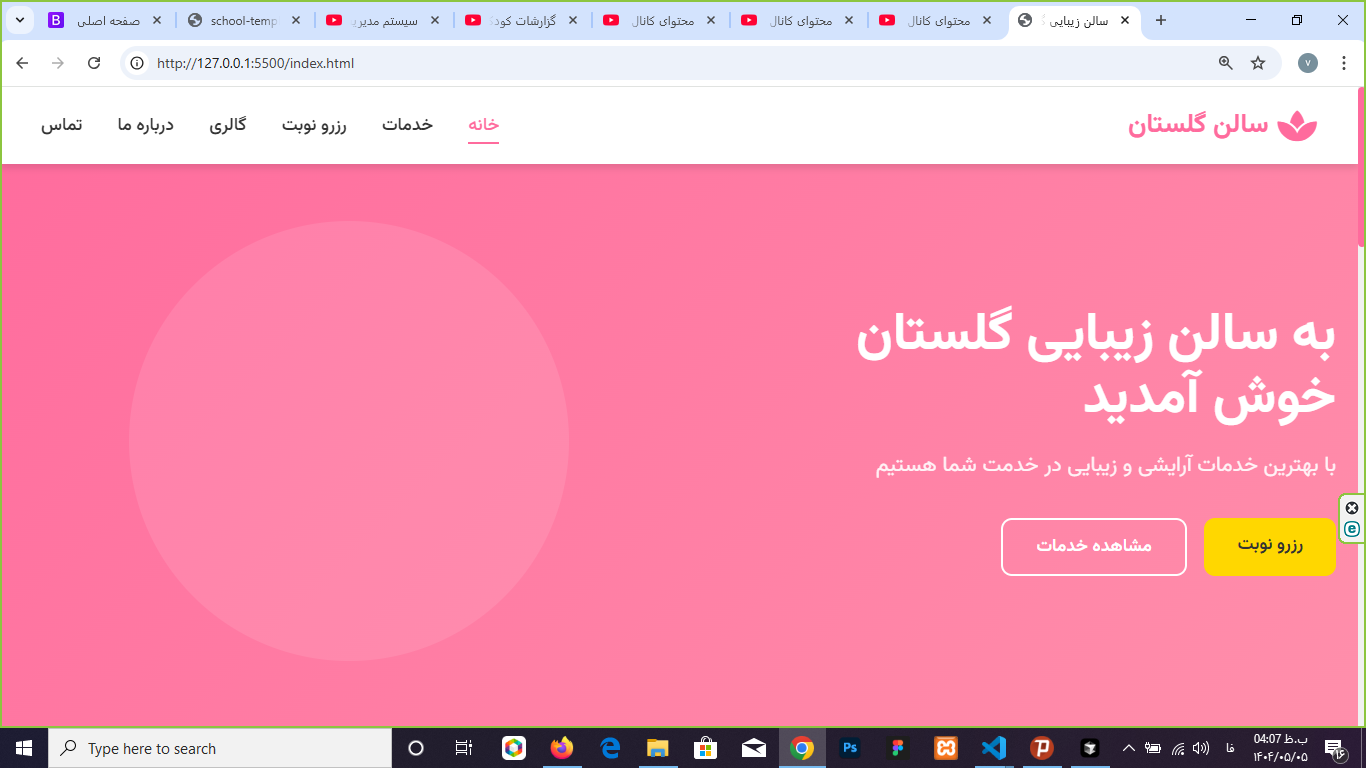 صفحه اصلی
school-temp
سیستم مدیری
گزارشات کود
محتوای کانال
محتوای کانال
محتوای کانال
سالن زیبایی گ
http://127.0.0.1:5500/index.html
V
سالن گلستان
خانه
خدمات
رزرو نوبت
گالری
درباره ما
تماس
به سالن زیبایی گلستان
خوش آمدید
با بهترین خدمات آرایشی و زیبایی در خدمت شما هستیم
رزرو نوبت
مشاهده خدمات
Type here to search
Ps
فا
04:07 ب.ظ
۱۴۰۴/۰۵/۰۵